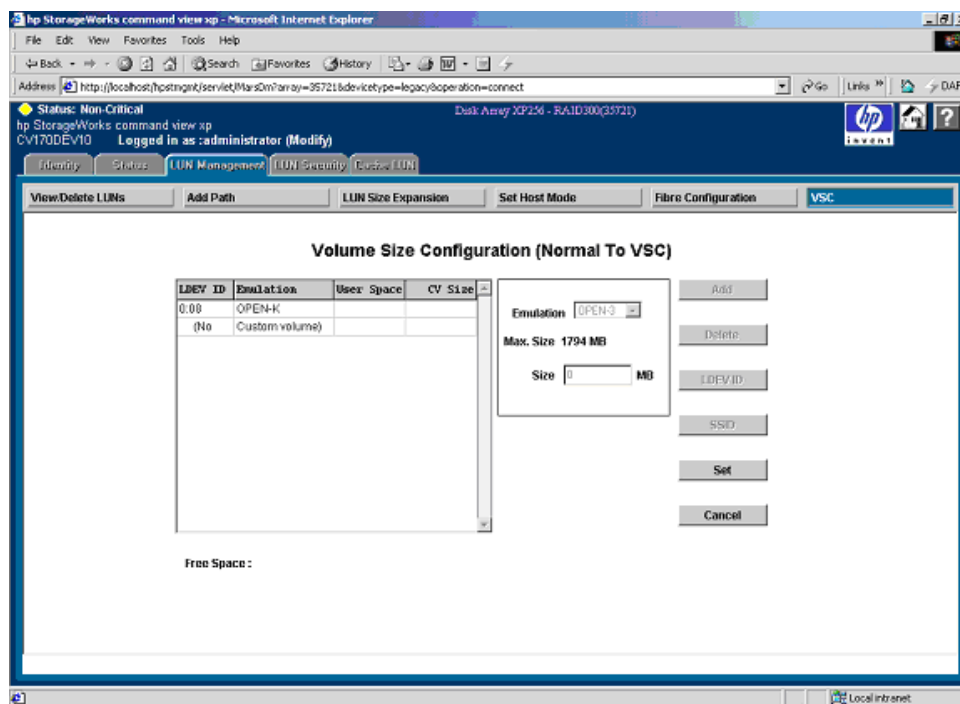 hp StorageWorks command view xp - Microsoft Internet Explorer
File Edit View Favorites Tools Help
Back Search Favorites History
Address http://localhost/hpstmgmt/servlet/MarsDm?array=35721&devicetype=legacy&operation=connect Go Links » DAP
Status: Non-Critical Disk Array XP256 - RAID300(35721)
hp StorageWorks command view xp
CV170DEV10 Logged in as :administrator (Modify)
hp invent ?
Identity Status LUN Management LUN Security Cache LUN
View/Delete LUNs Add Path LUN Size Expansion Set Host Mode Fibre Configuration VSC
Volume Size Configuration (Normal To VSC)
LDEV ID Emulation User Space CV Size
0:08 OPEN-K
(No Custom volume)
Emulation OPEN-3
Max. Size 1794 MB
Size 0 MB
Add
Delete
LDEV ID
SSID
Set
Cancel
Free Space :
Local intranet